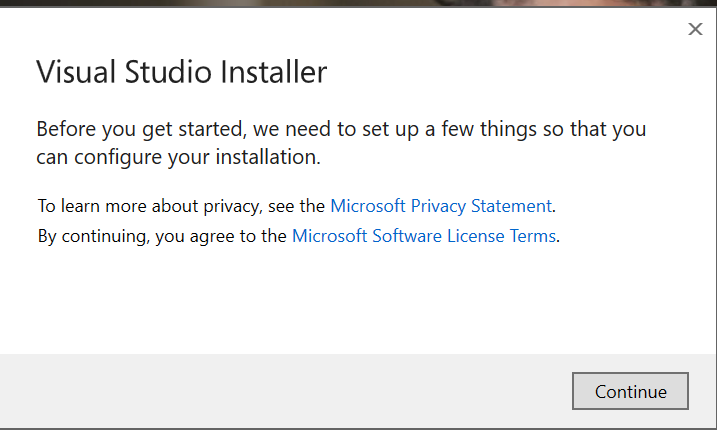 Visual Studio Installer
Before you get started, we need to set up a few things so that you
can configure your installation.
To learn more about privacy, see the Microsoft Privacy Statement.
By continuing, you agree to the Microsoft Software License Terms.
Continue